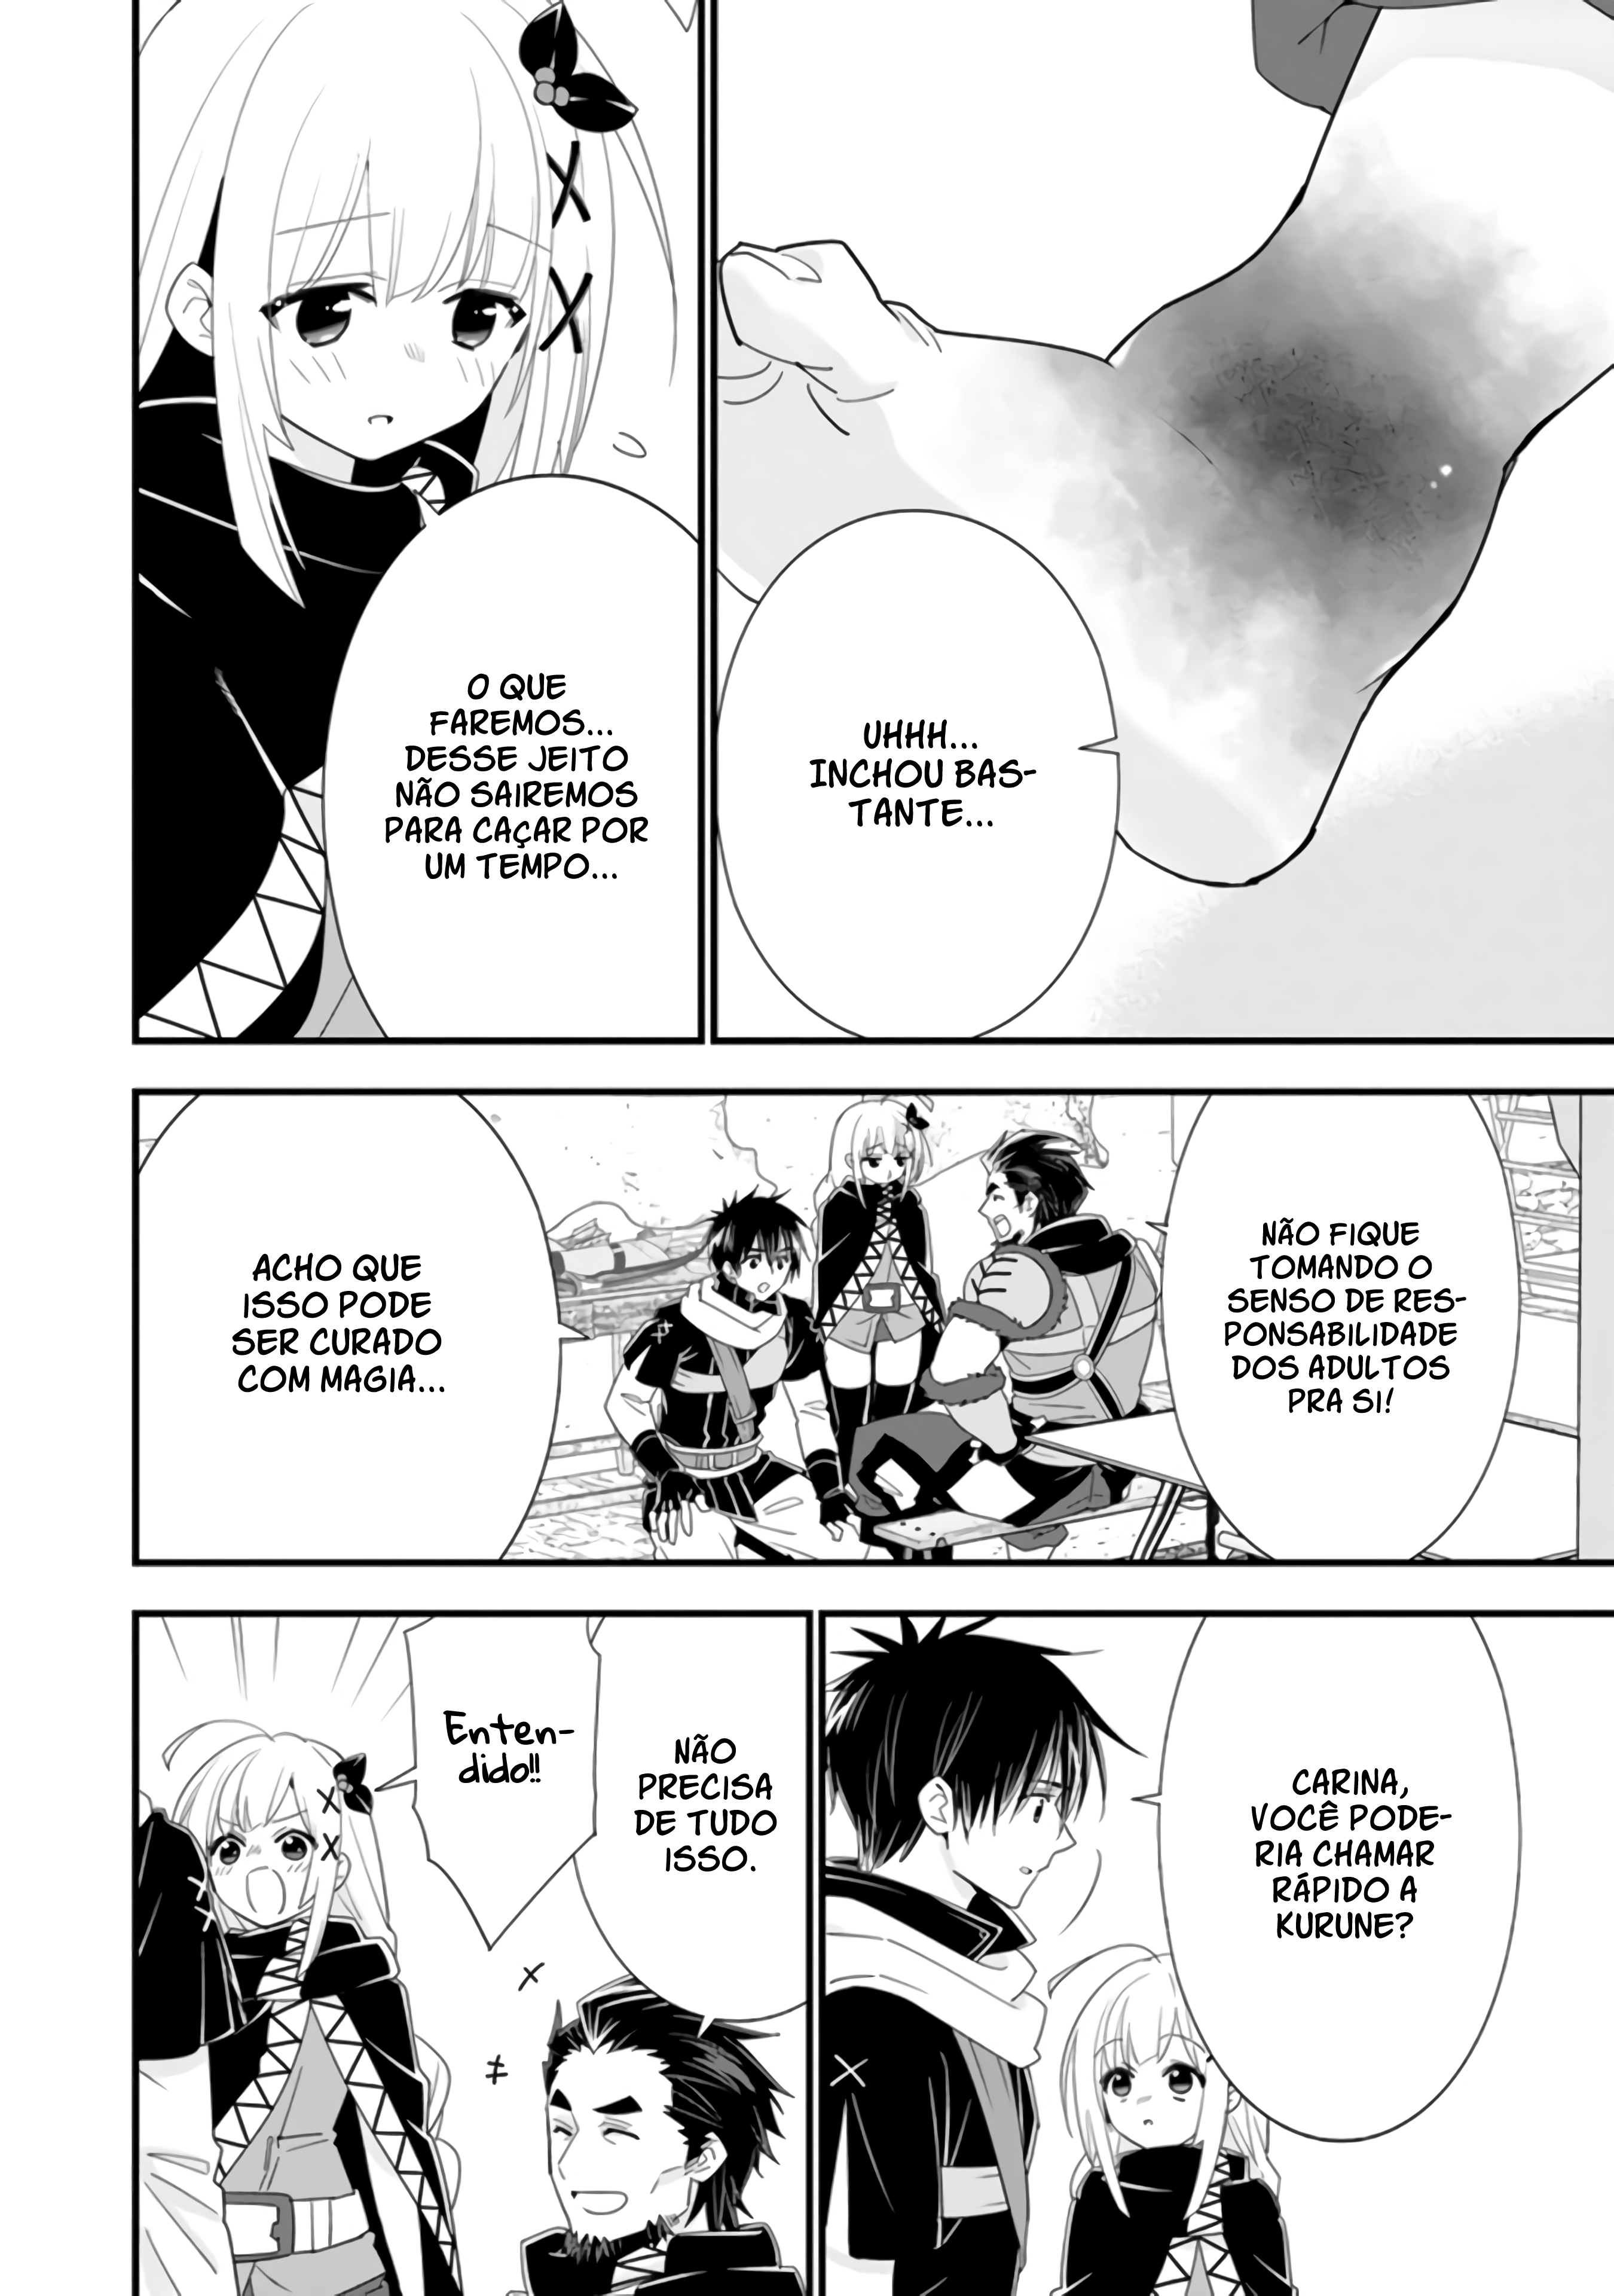 UHHH...
INCHOU BAS-
TANTE...
O QUE
FAREMOS...
DESSE JEITO
NÃO SAIREMOS
PARA CAÇAR POR
UM TEMPO...
NÃO FIQUE
TOMANDO O
SENSO DE RES-
PONSABILIDADE
DOS ADULTOS
PRA SI!
ACHO QUE
ISSO PODE
SER CURADO
COM MAGIA...
CARINA,
VOCÊ PODE-
RIA CHAMAR
RÁPIDO A
KURUNE?
NÃO
PRECISA
DE TUDO
ISSO.
Enten-
dido!!